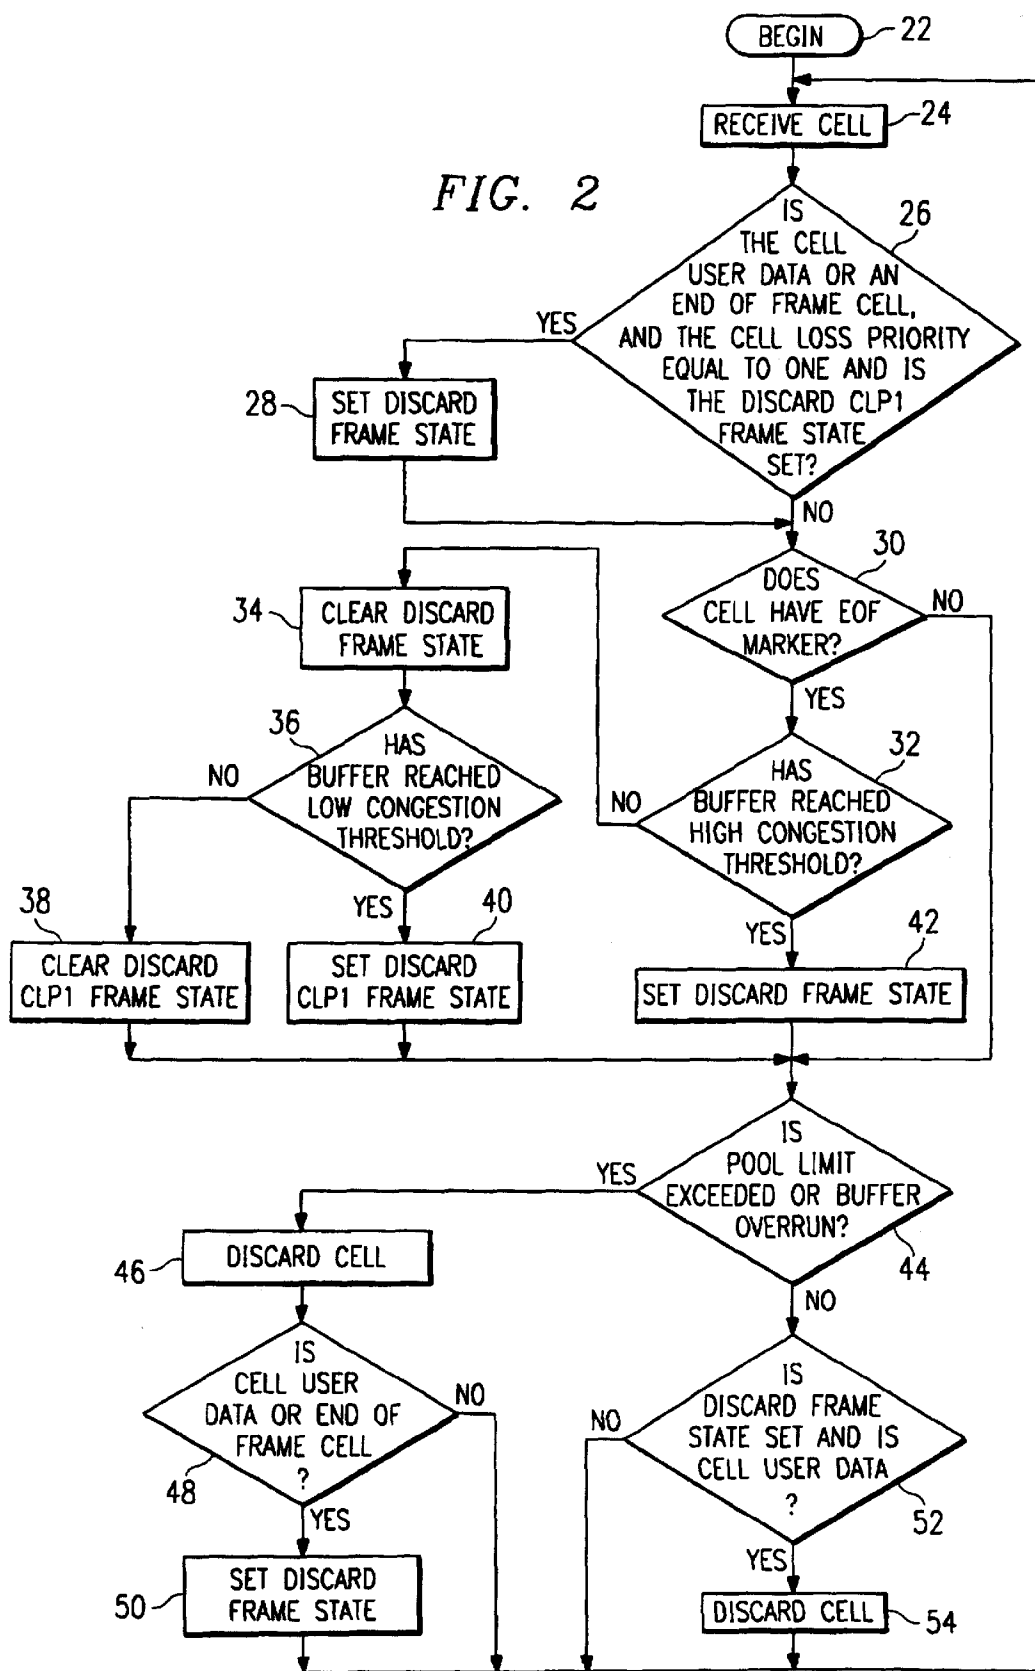 BEGIN
22
RECEIVE CELL
24
FIG. 2
IS
THE CELL
USER DATA OR AN
END OF FRAME CELL,
AND THE CELL LOSS PRIORITY
EQUAL TO ONE AND IS
THE DISCARD CLP1
FRAME STATE
SET?
26
YES
28
SET DISCARD
FRAME STATE
NO
30
DOES
CELL HAVE EOF
MARKER?
NO
34
CLEAR DISCARD
FRAME STATE
YES
36
HAS
BUFFER REACHED
LOW CONGESTION
THRESHOLD?
NO
32
HAS
BUFFER REACHED
HIGH CONGESTION
THRESHOLD?
NO
38
CLEAR DISCARD
CLP1 FRAME STATE
YES
40
SET DISCARD
CLP1 FRAME STATE
YES
42
SET DISCARD FRAME STATE
IS
POOL LIMIT
EXCEEDED OR BUFFER
OVERRUN?
YES
44
46
DISCARD CELL
NO
IS
CELL USER
DATA OR END OF
FRAME CELL
?
NO
48
IS
DISCARD FRAME
STATE SET AND IS
CELL USER DATA
?
NO
52
YES
50
SET DISCARD
FRAME STATE
YES
DISCARD CELL
54